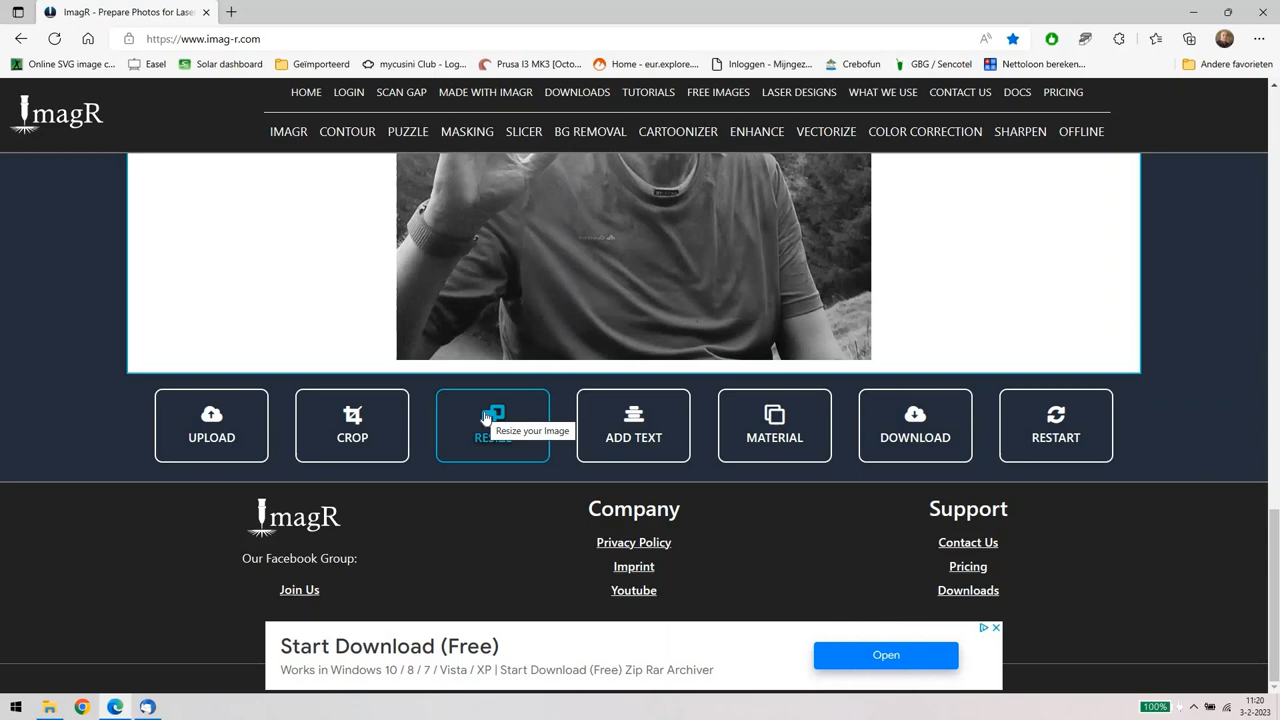 ImagR - Prepare Photos for Lase
https://www.imag-r.com
Online SVG image c...
Easel
Solar dashboard
Geïmporteerd
mycusini Club - Log...
Prusa I3 MK3 [Octo...
Home - eur.explore....
Inloggen - Mijngez...
Crebofun
GBG / Sencotel
Nettoloon bereken...
Andere favorieten
ImagR
HOME LOGIN SCAN GAP MADE WITH IMAGR DOWNLOADS TUTORIALS FREE IMAGES LASER DESIGNS WHAT WE USE CONTACT US DOCS PRICING
IMAGR CONTOUR PUZZLE MASKING SLICER BG REMOVAL CARTOONIZER ENHANCE VECTORIZE COLOR CORRECTION SHARPEN OFFLINE
UPLOAD
CROP
RESIZE
Resize your Image
ADD TEXT
MATERIAL
DOWNLOAD
RESTART
ImagR
Our Facebook Group:
Join Us
Company
Privacy Policy
Imprint
Youtube
Support
Contact Us
Pricing
Downloads
Start Download (Free)
Works in Windows 10 / 8 / 7 / Vista / XP | Start Download (Free) Zip Rar Archiver
Open
100%
11:20
3-2-2023